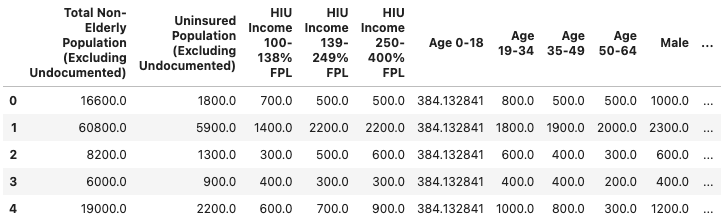 Total Non-Elderly Population (Excluding Undocumented) Uninsured Population (Excluding Undocumented) HIU Income 100-138% FPL HIU Income 139-249% FPL HIU Income 250-400% FPL Age 0-18 Age 19-34 Age 35-49 Age 50-64 Male ...
0 16600.0 1800.0 700.0 500.0 500.0 384.132841 800.0 500.0 500.0 1000.0 ...
1 60800.0 5900.0 1400.0 2200.0 2200.0 384.132841 1800.0 1900.0 2000.0 2300.0 ...
2 8200.0 1300.0 300.0 500.0 600.0 384.132841 600.0 400.0 300.0 600.0 ...
3 6000.0 900.0 400.0 300.0 300.0 384.132841 400.0 400.0 200.0 400.0 ...
4 19000.0 2200.0 600.0 700.0 900.0 384.132841 1000.0 800.0 300.0 1200.0 ...